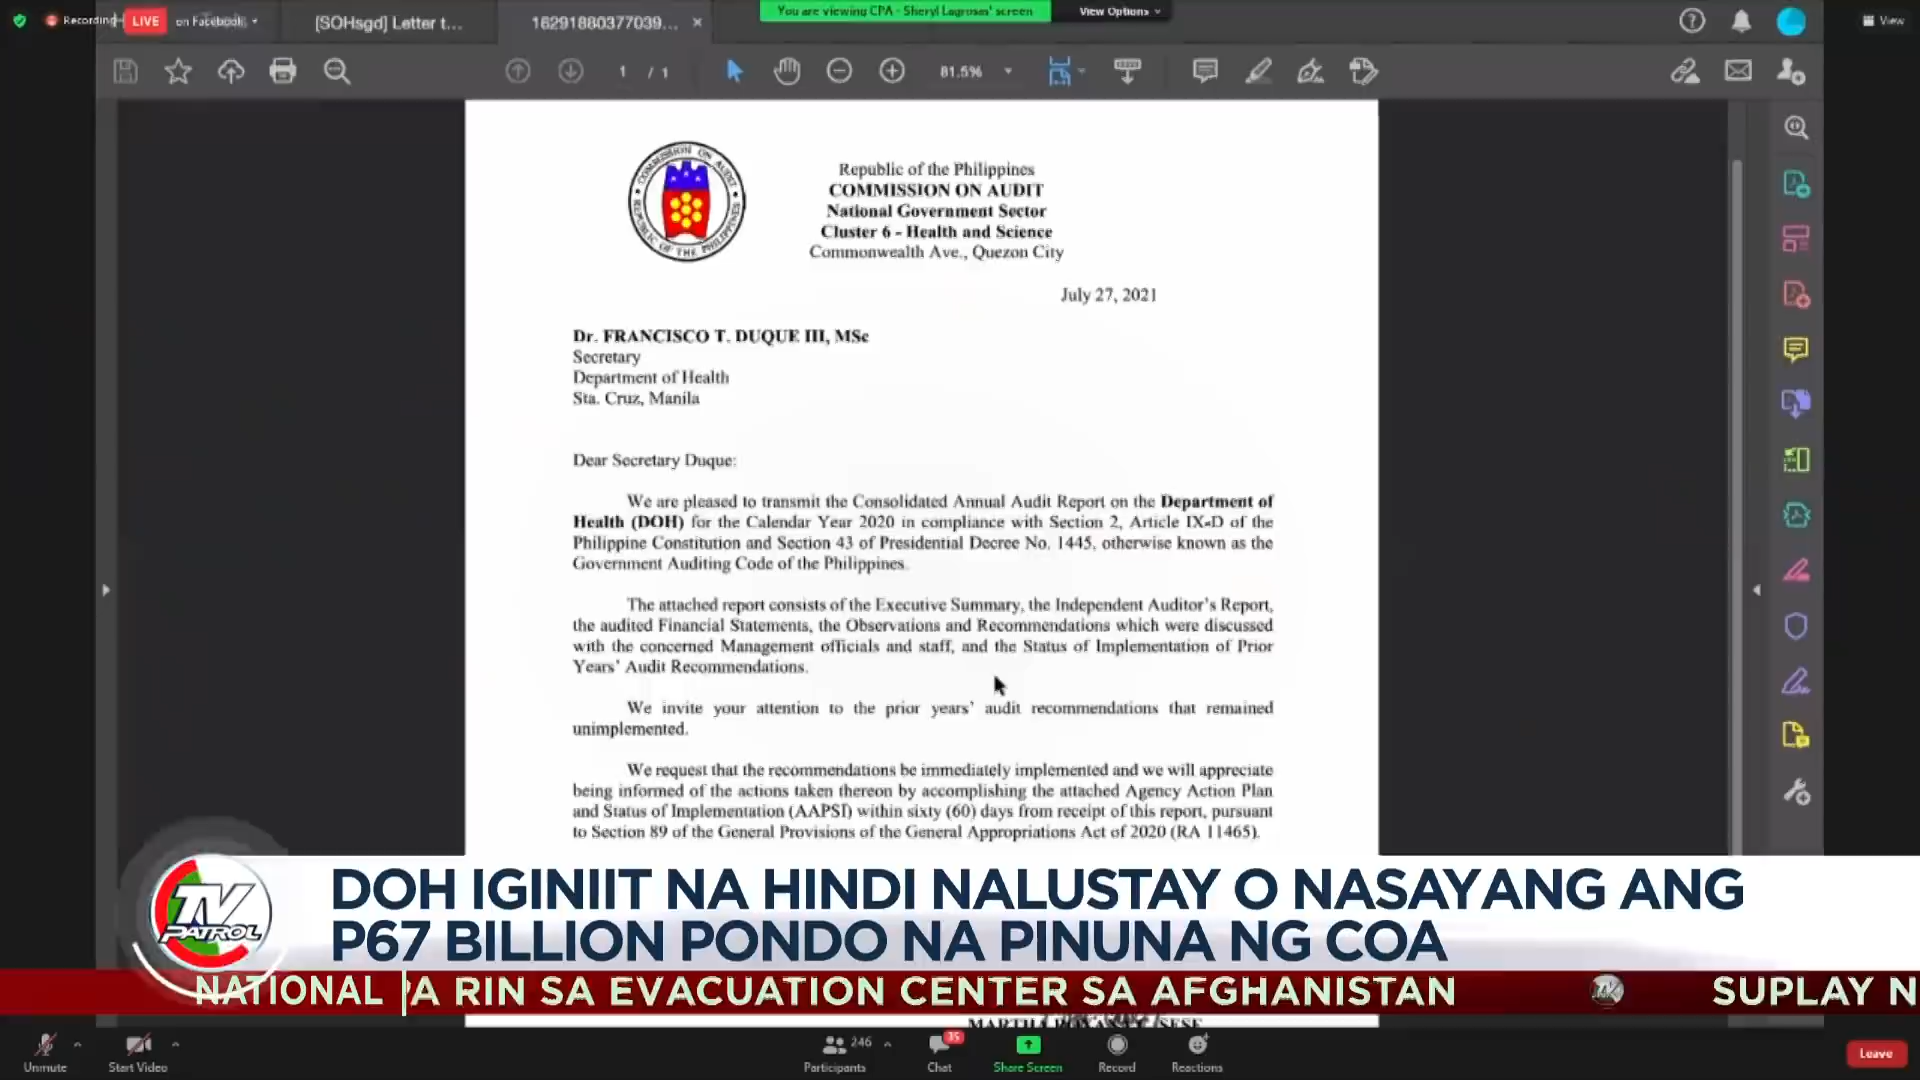 Recording
LIVE on Facebook
[SOHsgd] Letter t...
16291880377039...
You are viewing CPA - Sheryl Lagrosas' screen
View Options
View
1 / 1
81.5%
COMMISSION ON AUDIT
REPUBLIC OF THE PHILIPPINES
Republic of the Philippines
COMMISSION ON AUDIT
National Government Sector
Cluster 6 - Health and Science
Commonwealth Ave., Quezon City
July 27, 2021
Dr. FRANCISCO T. DUQUE III, MSc
Secretary
Department of Health
Sta. Cruz, Manila
Dear Secretary Duque:
We are pleased to transmit the Consolidated Annual Audit Report on the Department of
Health (DOH) for the Calendar Year 2020 in compliance with Section 2, Article IX-D of the
Philippine Constitution and Section 43 of Presidential Decree No. 1445, otherwise known as the
Government Auditing Code of the Philippines.
The attached report consists of the Executive Summary, the Independent Auditor's Report,
the audited Financial Statements, the Observations and Recommendations which were discussed
with the concerned Management officials and staff, and the Status of Implementation of Prior
Years' Audit Recommendations.
We invite your attention to the prior years' audit recommendations that remained
unimplemented.
We request that the recommendations be immediately implemented and we will appreciate
being informed of the actions taken thereon by accomplishing the attached Agency Action Plan
and Status of Implementation (AAPSI) within sixty (60) days from receipt of this report, pursuant
to Section 89 of the General Provisions of the General Appropriations Act of 2020 (RA 11465).
TV PATROL
DOH IGINIIT NA HINDI NALUSTAY O NASAYANG ANG
P67 BILLION PONDO NA PINUNA NG COA
NATIONAL
A RIN SA EVACUATION CENTER SA AFGHANISTAN
SUPLAY N
Unmute
Start Video
246
Participants
35
Chat
Share Screen
Record
Reactions
Leave